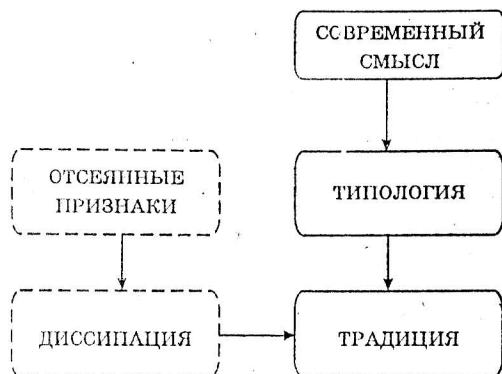 СОВРЕМЕННЫЙ
СМЫСЛ
ОТСЕЯННЫЕ
ПРИЗНАКИ
ТИПОЛОГИЯ
ДИССИПАЦИЯ
ТРАДИЦИЯ